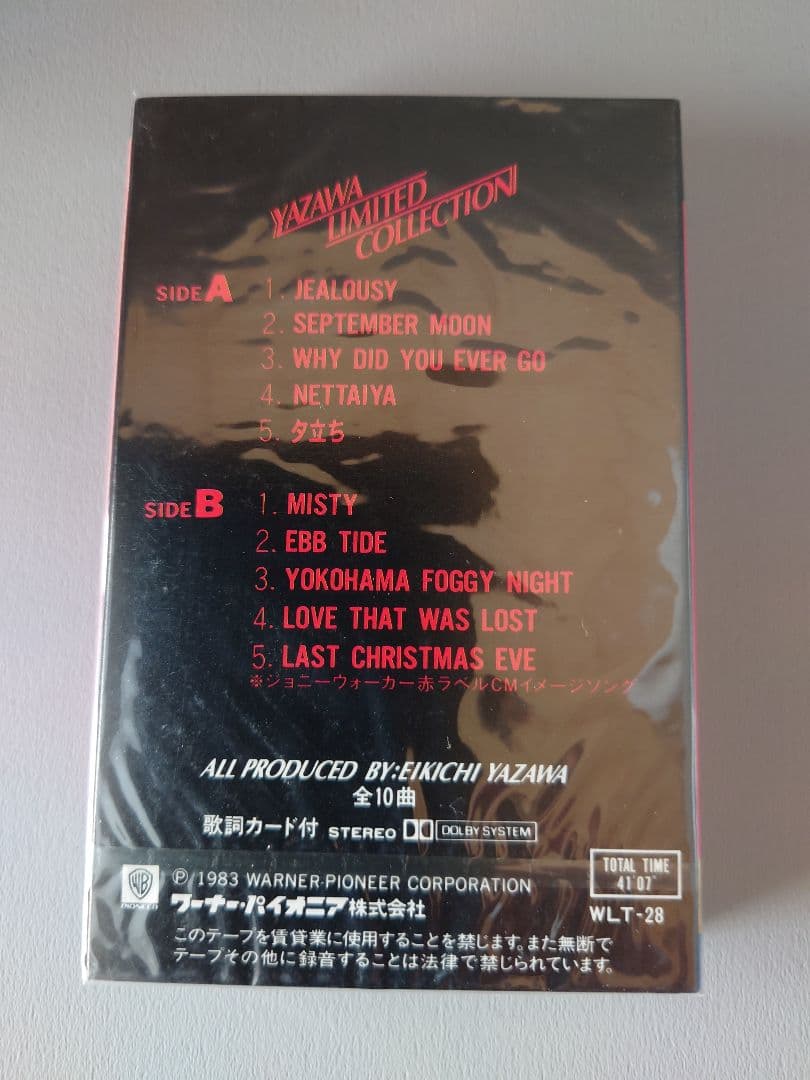 YAZAWA
LIMITED
COLLECTION
SIDE A
1. JEALOUSY
2. SEPTEMBER MOON
3. WHY DID YOU EVER GO
4. NETTAIYA
5.夕立ち
SIDE B
1. MISTY
2. EBB TIDE
3. YOKOHAMA FOGGY NIGHT
4. LOVE THAT WAS LOST
5. LAST CHRISTMAS EVE
※ジョニーウォーカー赤ラベルCMイメージソング
ALL PRODUCED BY:EIKICHI YAZAWA
全10曲
歌詞カード付 STEREO DOLBY SYSTEM
TOTAL TIME
41'07"
WB PIONEER
Ⓟ 1983 WARNER-PIONEER CORPORATION
ワーナー・パイオニア株式会社
WLT-28
このテープを賃貸業に使用することを禁じます。また無断で
テープその他に録音することは法律で禁じられています。